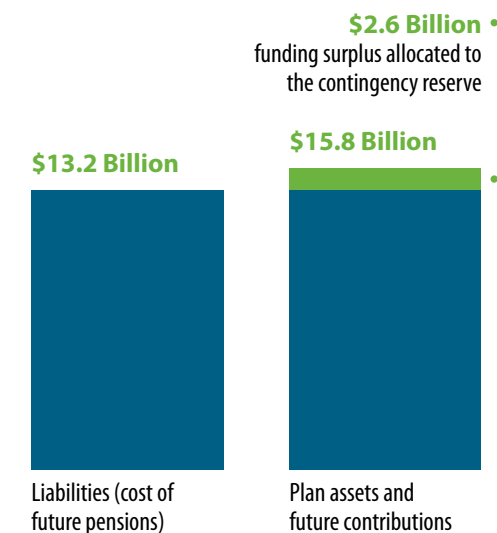 $2.6 Billion •
funding surplus allocated to
the contingency reserve
$15.8 Billion
$13.2 Billion
Liabilities (cost of
future pensions)
Plan assets and
future contributions